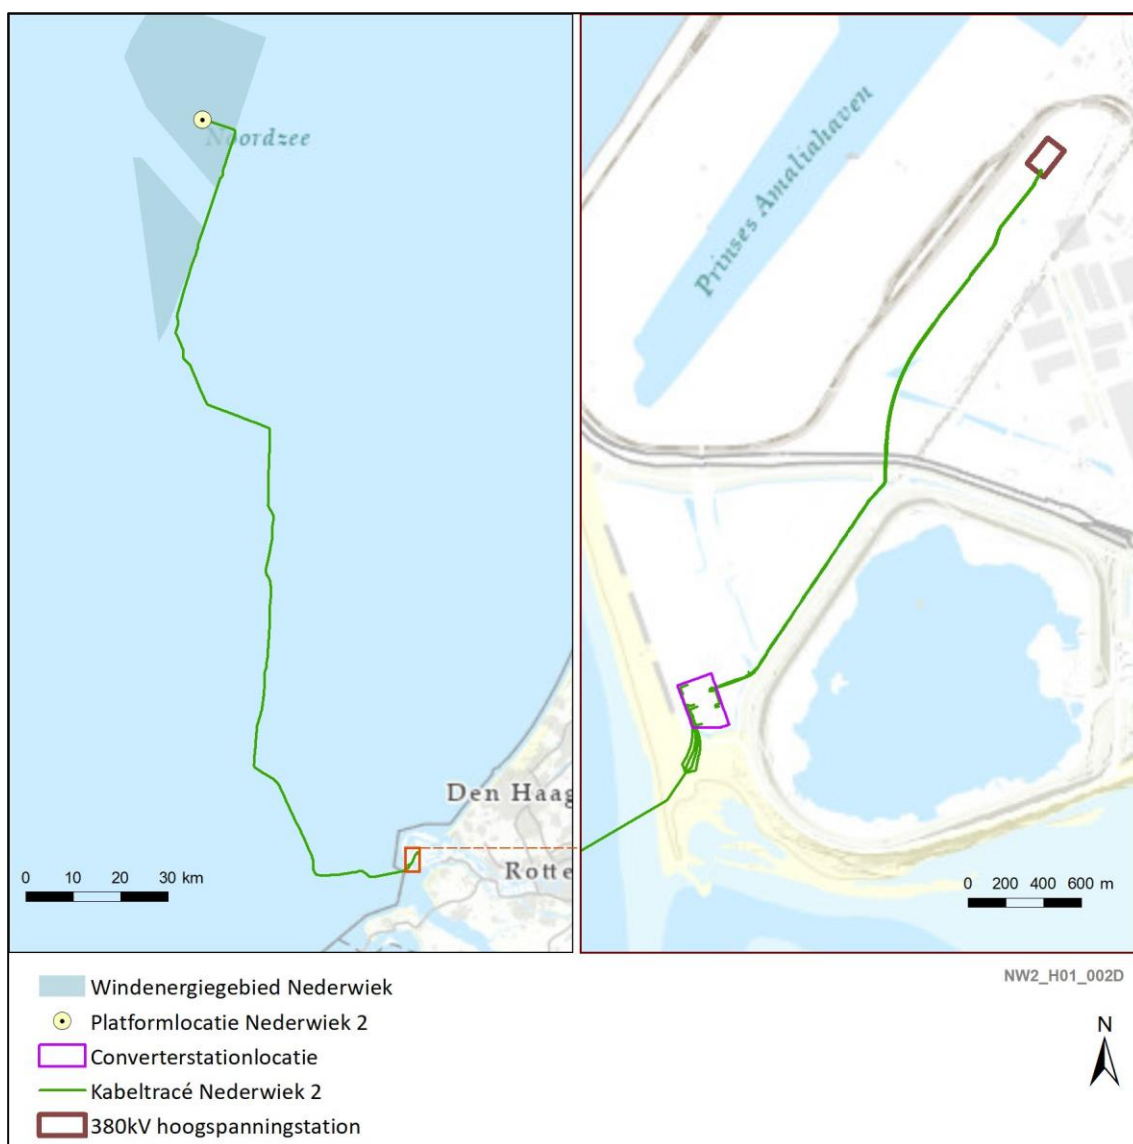 Noordzee
Den Haag
Rotte
0 10 20 30 km
Prinses Amaliahaven
0 200 400 600 m
NW2_H01_002D
N
Windenergiegebied Nederwiek
Platformlocatie Nederwiek 2
Converterstationlocatie
Kabeltracé Nederwiek 2
380kV hoogspanningstation